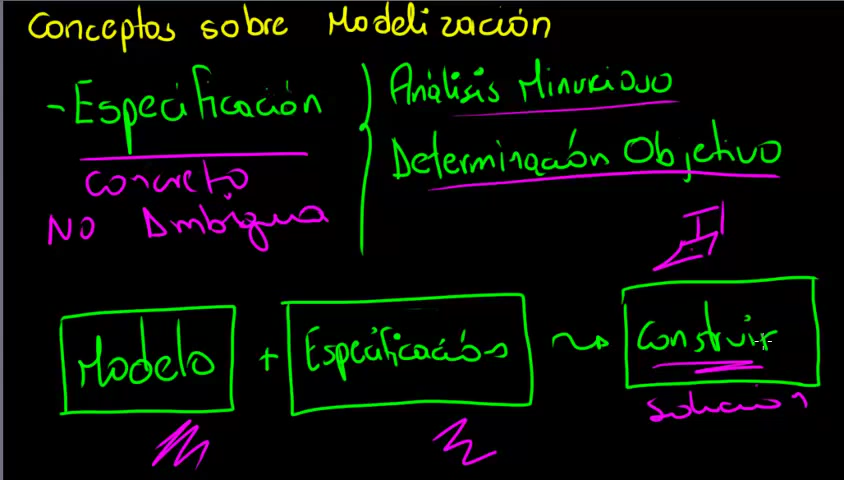 Conceptos sobre Modelización
- Especificación
Concreto
NO Ambigua
Análisis Minucioso
Determinación Objetivo
Modelo + Especificación
Construir
solución